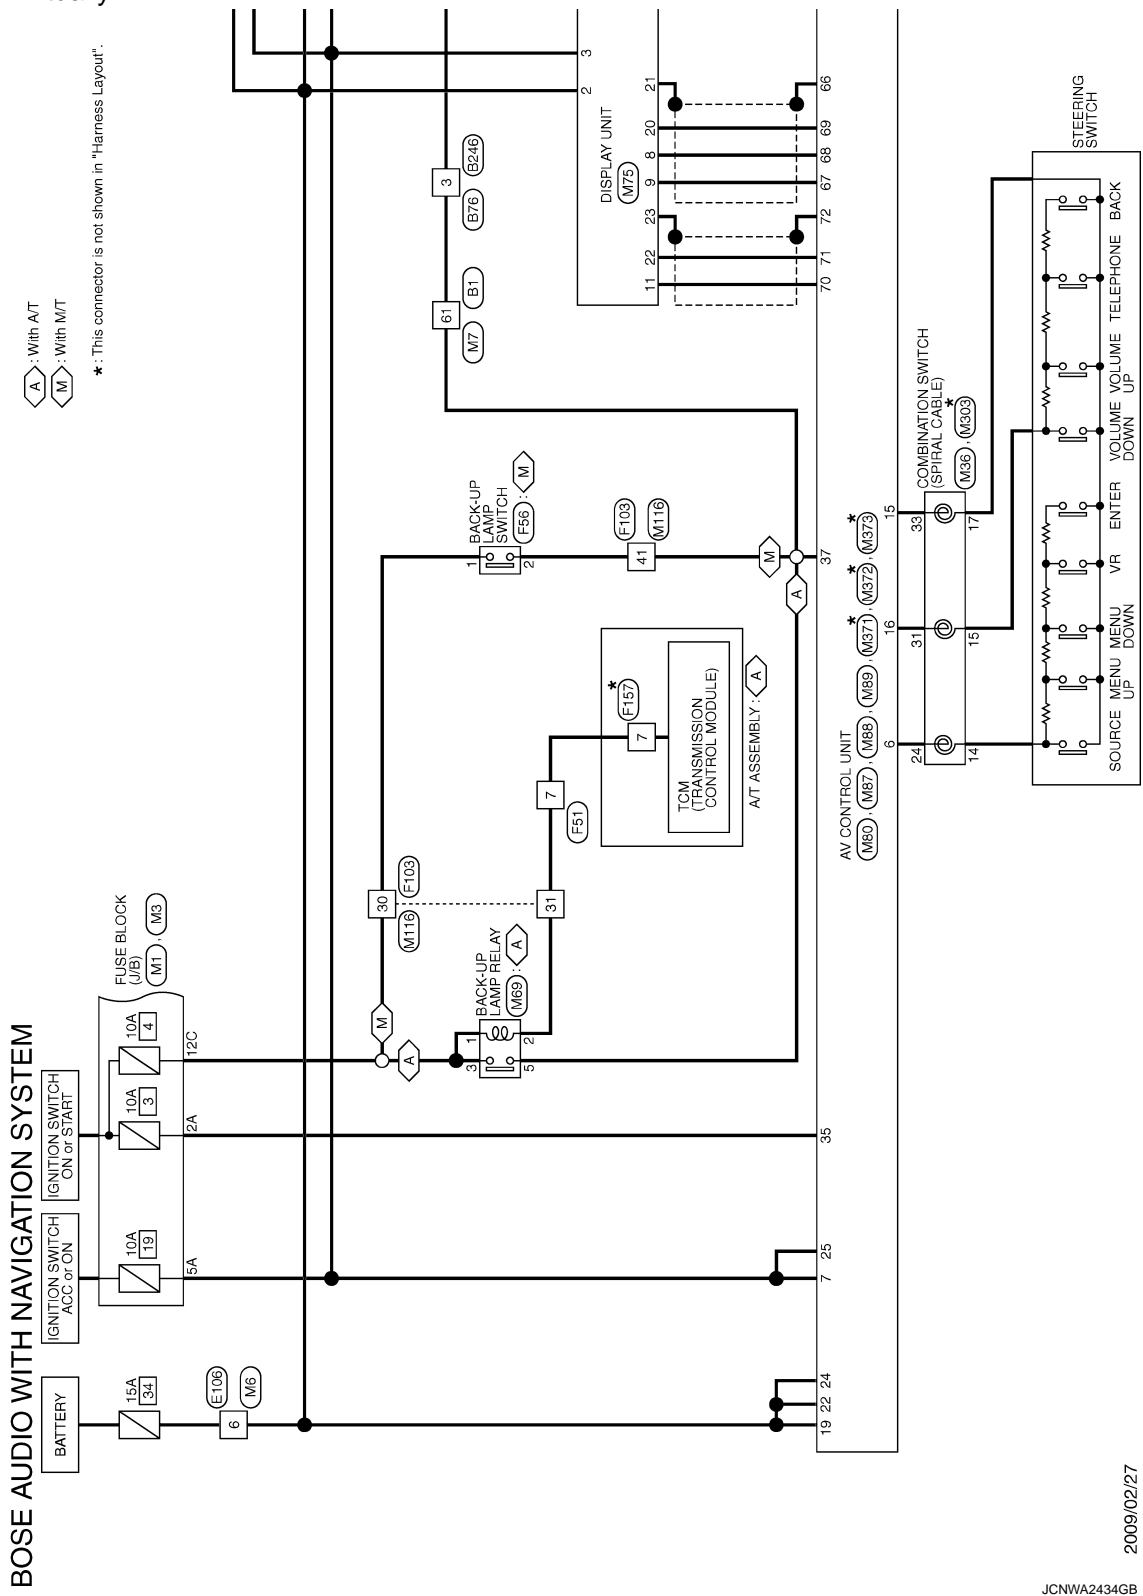 BOSE AUDIO WITH NAVIGATION SYSTEM
A : With A/T
M : With M/T
★ : This connector is not shown in "Harness Layout".
BATTERY
IGNITION SWITCH
ACC or ON
IGNITION SWITCH
ON or START
15A
34
10A
19
10A
3
10A
4
FUSE BLOCK
(J/B)
M1 , M3
5A
2A
12C
6
E106
M6
M
A
30
M116
F103
BACK-UP
LAMP RELAY
M69 : A
1
3
2
5
31
7
F51
★
F157
7
TCM
(TRANSMISSION
CONTROL MODULE)
A/T ASSEMBLY : A
BACK-UP
LAMP
SWITCH
F56 : M
1
2
41
F103
M116
M
A
61
M7
B1
3
B76
B246
DISPLAY UNIT
M75
2
3
11
22
23
9
8
20
21
70
71
72
67
68
69
66
19
22
24
7
25
35
37
AV CONTROL UNIT
M80 , M87 , M88 , M89 , M371★ , M372★ , M373★
6
16
15
24
31
33
14
15
17
COMBINATION SWITCH
(SPIRAL CABLE)
M36 , M303★
STEERING
SWITCH
SOURCE
MENU
UP
MENU
DOWN
VR
ENTER
VOLUME
DOWN
VOLUME
UP
TELEPHONE
BACK
2009/02/27
JCNWA2434GB